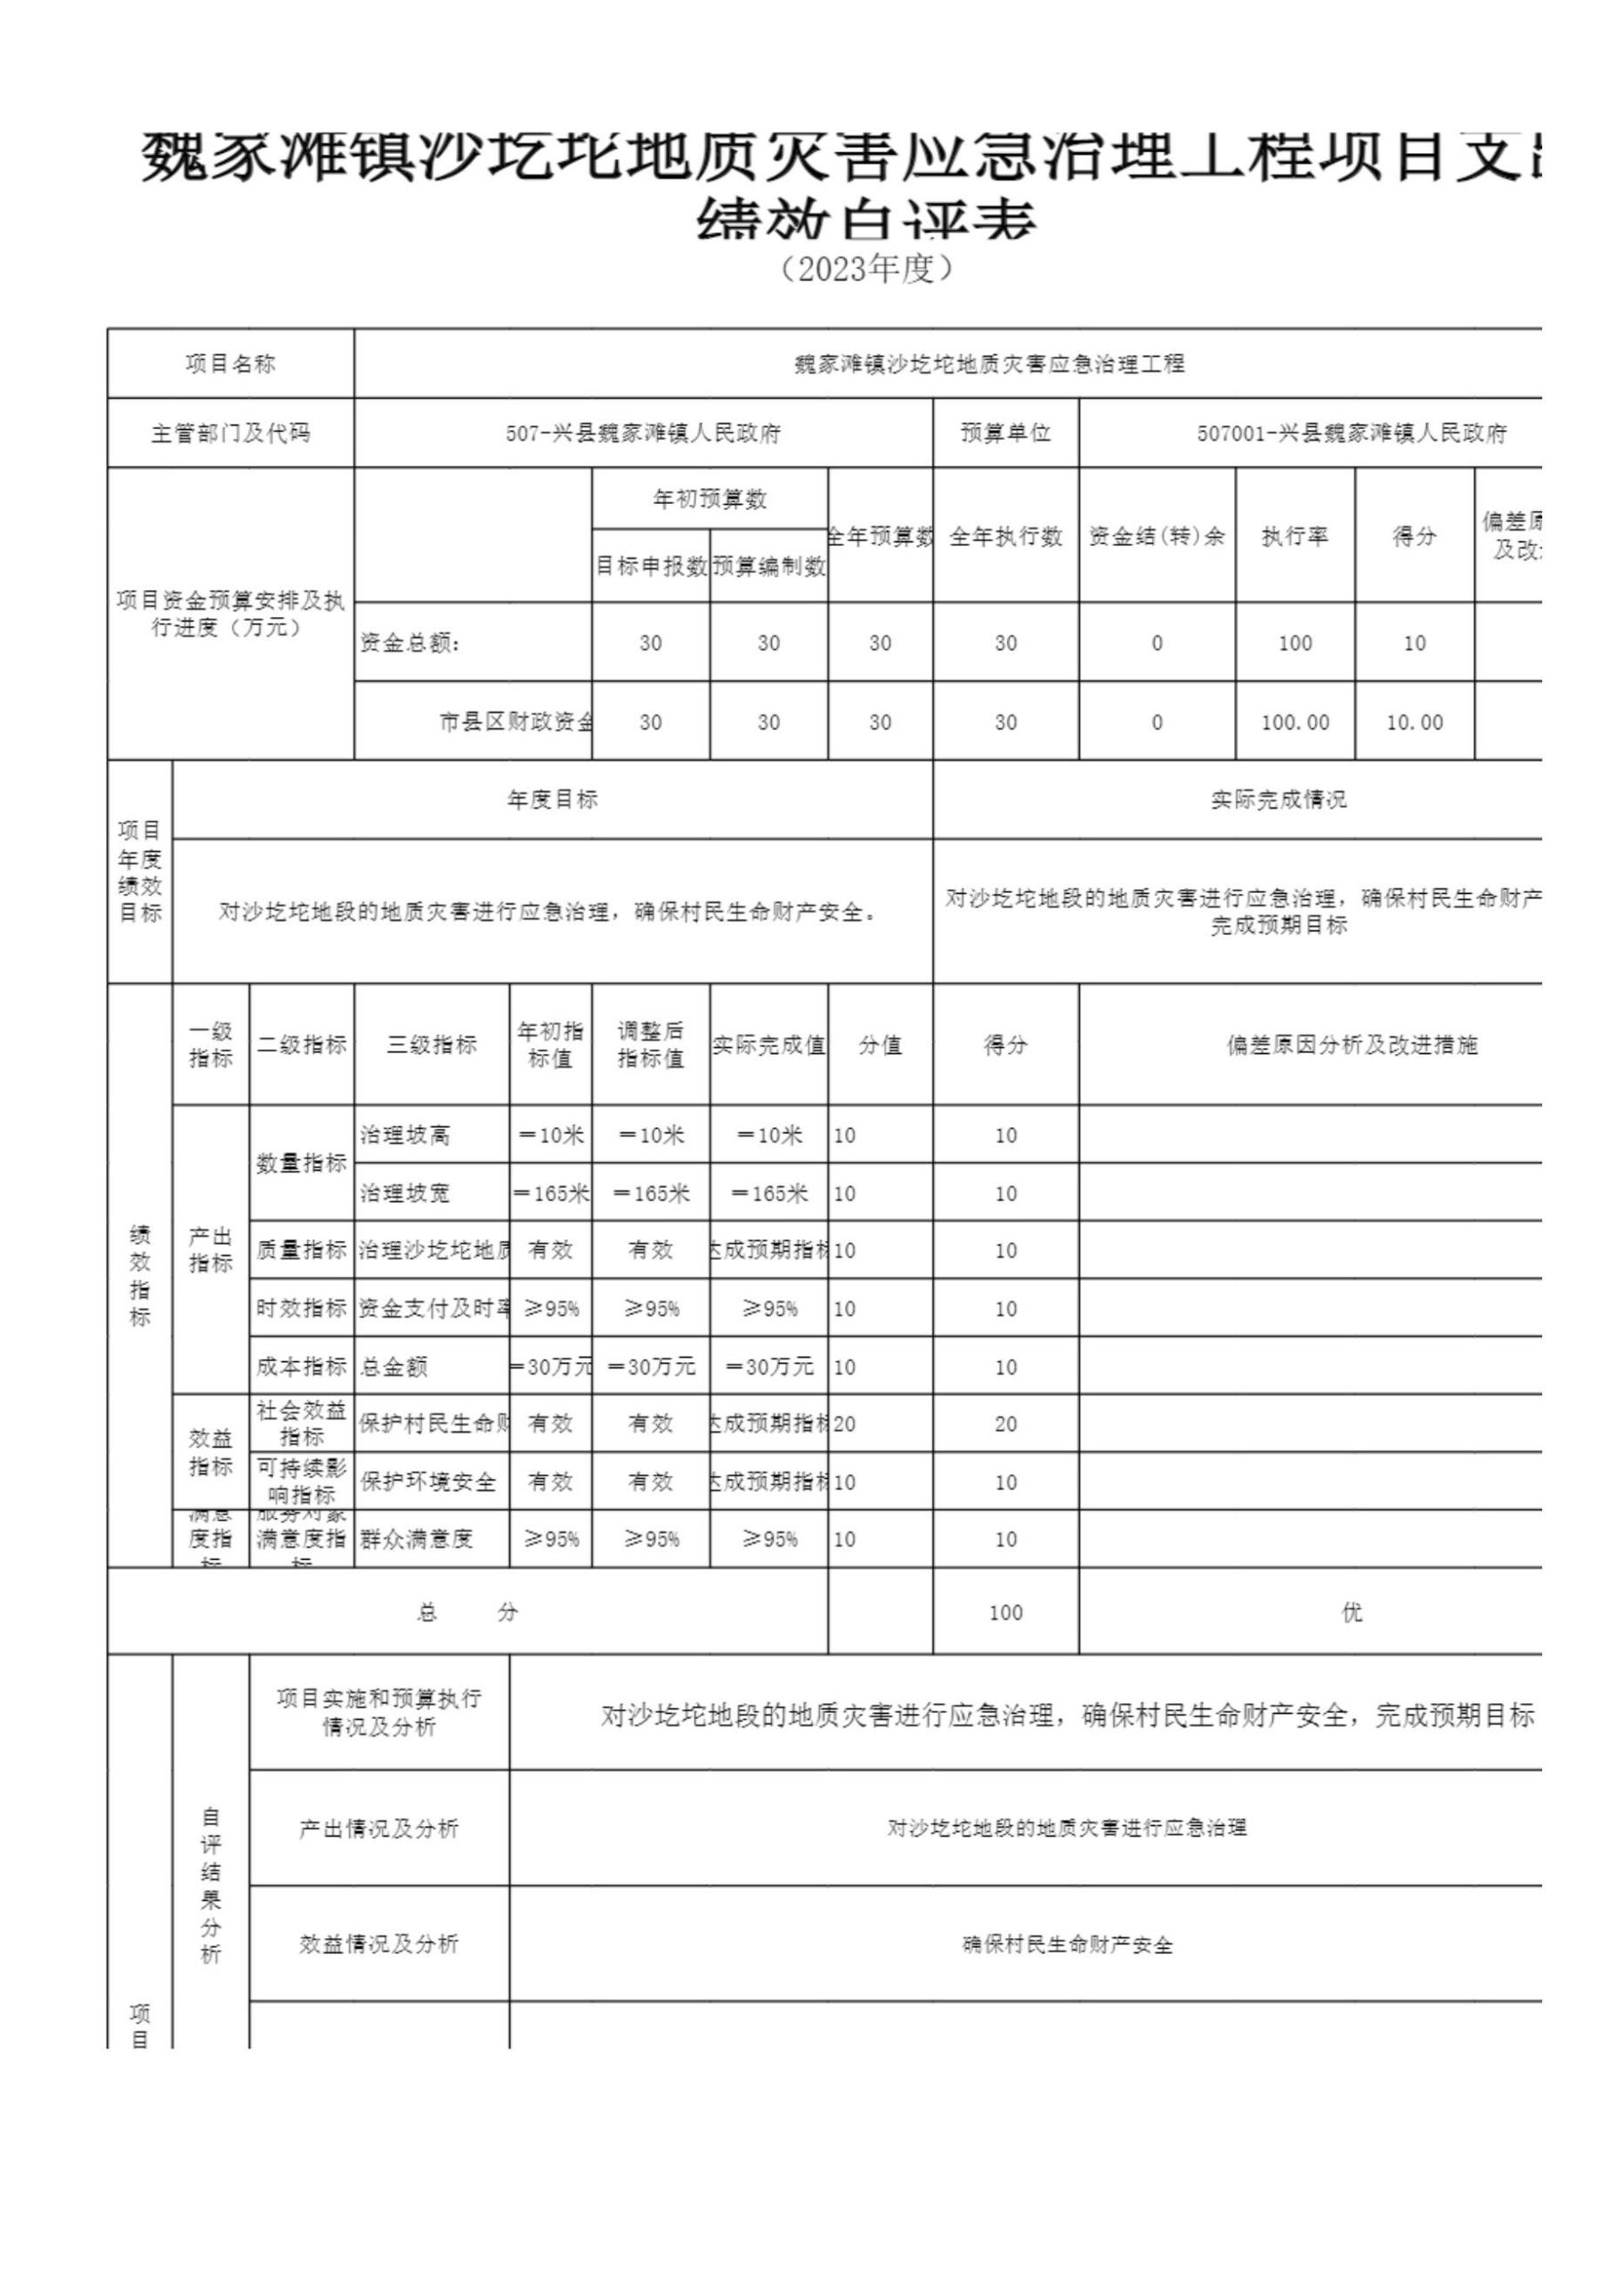 魏家滩镇沙圪坨地质灾害应急治理工程项目支出
绩效自评表
（2023年度）
项目名称 魏家滩镇沙圪坨地质灾害应急治理工程
主管部门及代码 507-兴县魏家滩镇人民政府 预算单位 507001-兴县魏家滩镇人民政府
项目资金预算安排及执
行进度（万元）
年初预算数
目标申报数 预算编制数
全年预算数 全年执行数 资金结(转)余 执行率 得分
偏差原
及改
资金总额: 30 30 30 30 0 100 10
市县区财政资金 30 30 30 30 0 100.00 10.00
项目
年度
绩效
目标
年度目标 实际完成情况
对沙圪坨地段的地质灾害进行应急治理，确保村民生命财产安全。
对沙圪坨地段的地质灾害进行应急治理，确保村民生命财产
完成预期目标
绩
效
指
标
一级
指标
二级指标 三级指标
年初指
标值
调整后
指标值
实际完成值 分值 得分 偏差原因分析及改进措施
产出
指标
数量指标
治理坡高 ＝10米 ＝10米 ＝10米 10 10
治理坡宽 ＝165米 ＝165米 ＝165米 10 10
质量指标 治理沙圪坨地质 有效 有效 达成预期指标 10 10
时效指标 资金支付及时率 ≥95% ≥95% ≥95% 10 10
成本指标 总金额 ＝30万元 ＝30万元 ＝30万元 10 10
效益
指标
社会效益
指标
保护村民生命财 有效 有效 达成预期指标 20 20
可持续影
响指标
保护环境安全 有效 有效 达成预期指标 10 10
满意
度指
标
服务对象
满意度指
标
群众满意度 ≥95% ≥95% ≥95% 10 10
总 分 100 优
项
目
自
评
结
果
分
析
项目实施和预算执行
情况及分析
对沙圪坨地段的地质灾害进行应急治理，确保村民生命财产安全，完成预期目标
产出情况及分析 对沙圪坨地段的地质灾害进行应急治理
效益情况及分析 确保村民生命财产安全